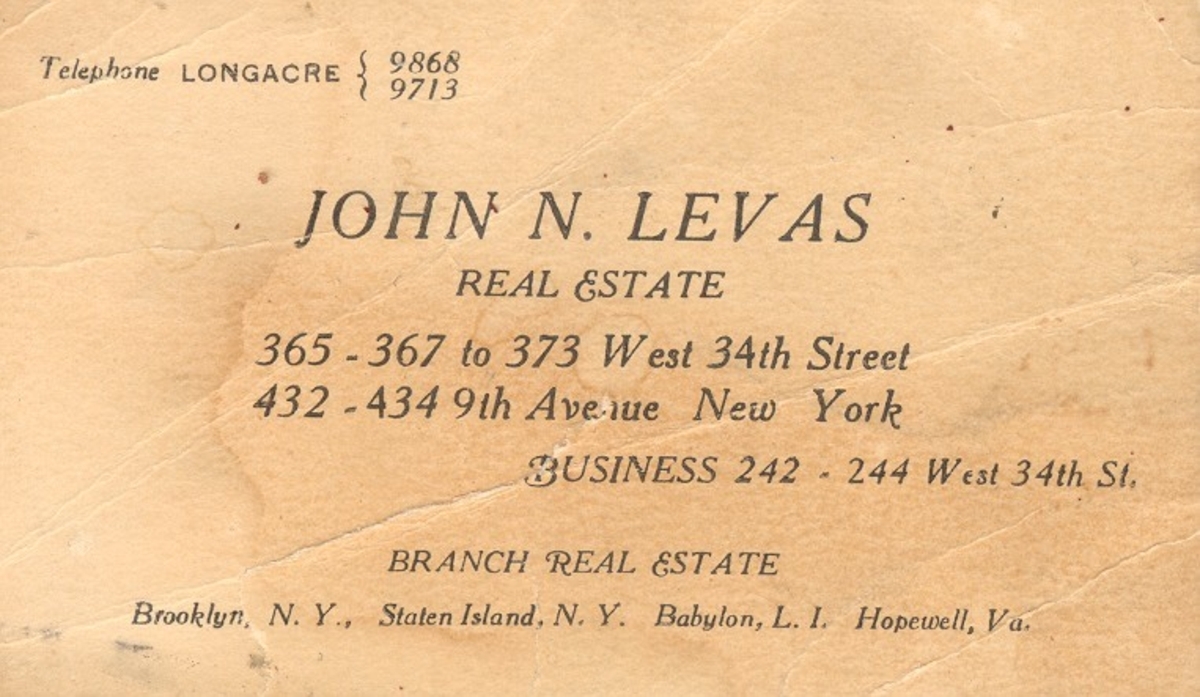 Telephone LONGACRE { 9868
9713
JOHN N. LEVAS
REAL ESTATE
365 - 367 to 373 West 34th Street
432 - 434 9th Avenue New York
BUSINESS 242 - 244 West 34th St.
BRANCH REAL ESTATE
Brooklyn, N. Y., Staten Island, N. Y. Babylon, L. I. Hopewell, Va.